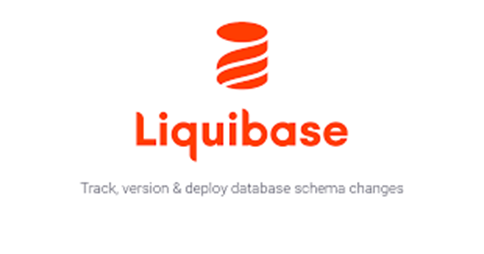 Liquibase
Track, version & deploy database schema changes